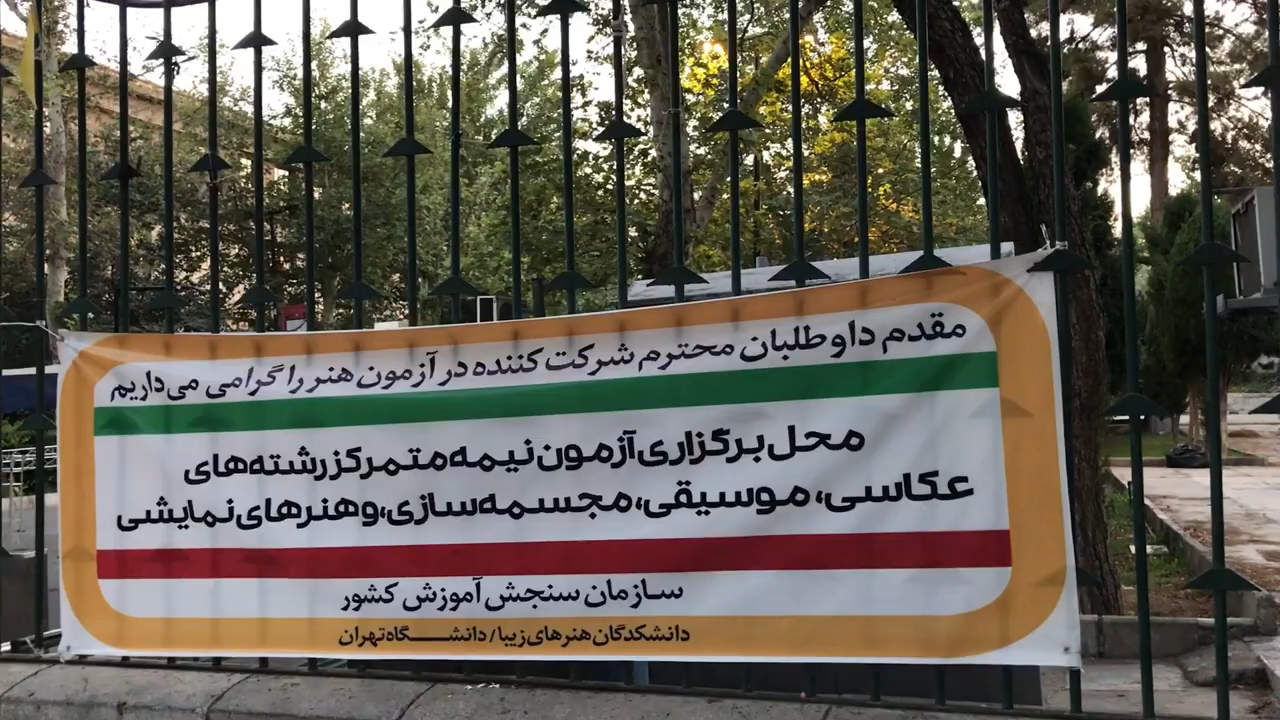 مقدم داوطلبان محترم شرکت کننده در آزمون هنر را گرامی می‌داریم
محل برگزاری آزمون نیمه‌متمرکز رشته‌های
عکاسی، موسیقی، مجسمه‌سازی، و هنرهای نمایشی
سازمان سنجش آموزش کشور
دانشکدگان هنرهای زیبا / دانشگاه تهران